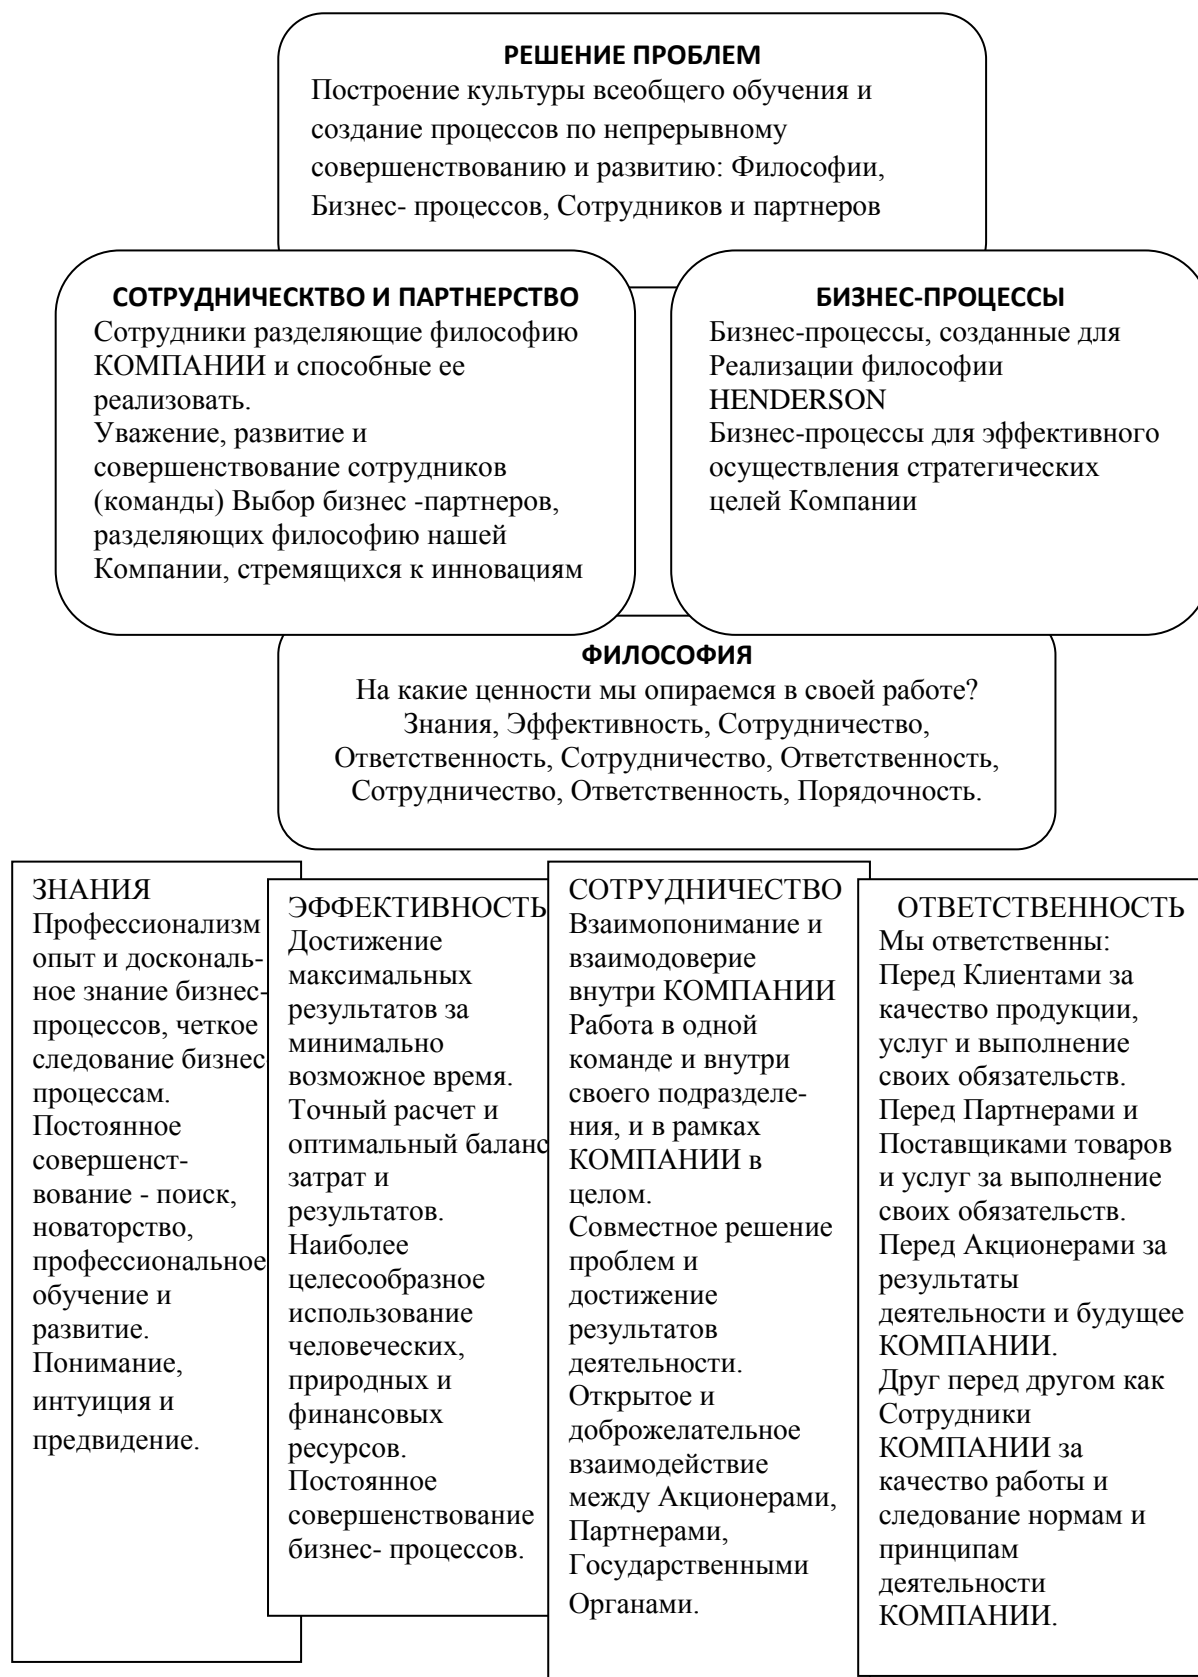 РЕШЕНИЕ ПРОБЛЕМ
Построение культуры всеобщего обучения и
создание процессов по непрерывному
совершенствованию и развитию: Философии,
Бизнес- процессов, Сотрудников и партнеров
СОТРУДНИЧЕСКТВО И ПАРТНЕРСТВО
Сотрудники разделяющие философию
КОМПАНИИ и способные ее
реализовать.
Уважение, развитие и
совершенствование сотрудников
(команды) Выбор бизнес -партнеров,
разделяющих философию нашей
Компании, стремящихся к инновациям
БИЗНЕС-ПРОЦЕССЫ
Бизнес-процессы, созданные для
Реализации философии
HENDERSON
Бизнес-процессы для эффективного
осуществления стратегических
целей Компании
ФИЛОСОФИЯ
На какие ценности мы опираемся в своей работе?
Знания, Эффективность, Сотрудничество,
Ответственность, Сотрудничество, Ответственность,
Сотрудничество, Ответственность, Порядочность.
ЗНАНИЯ
Профессионализм
опыт и доскональ-
ное знание бизнес-
процессов, четкое
следование бизнес
процессам.
Постоянное
совершенст-
вование - поиск,
новаторство,
профессиональное
обучение и
развитие.
Понимание,
интуиция и
предвидение.
ЭФФЕКТИВНОСТЬ
Достижение
максимальных
результатов за
минимально
возможное время.
Точный расчет и
оптимальный баланс
затрат и
результатов.
Наиболее
целесообразное
использование
человеческих,
природных и
финансовых
ресурсов.
Постоянное
совершенствование
бизнес- процессов.
СОТРУДНИЧЕСТВО
Взаимопонимание и
взаимодоверие
внутри КОМПАНИИ
Работа в одной
команде и внутри
своего подразделе-
ния, и в рамках
КОМПАНИИ в
целом.
Совместное решение
проблем и
достижение
результатов
деятельности.
Открытое и
доброжелательное
взаимодействие
между Акционерами,
Партнерами,
Государственными
Органами.
ОТВЕТСТВЕННОСТЬ
Мы ответственны:
Перед Клиентами за
качество продукции,
услуг и выполнение
своих обязательств.
Перед Партнерами и
Поставщиками товаров
и услуг за выполнение
своих обязательств.
Перед Акционерами за
результаты
деятельности и будущее
КОМПАНИИ.
Друг перед другом как
Сотрудники
КОМПАНИИ за
качество работы и
следование нормам и
принципам
деятельности
КОМПАНИИ.